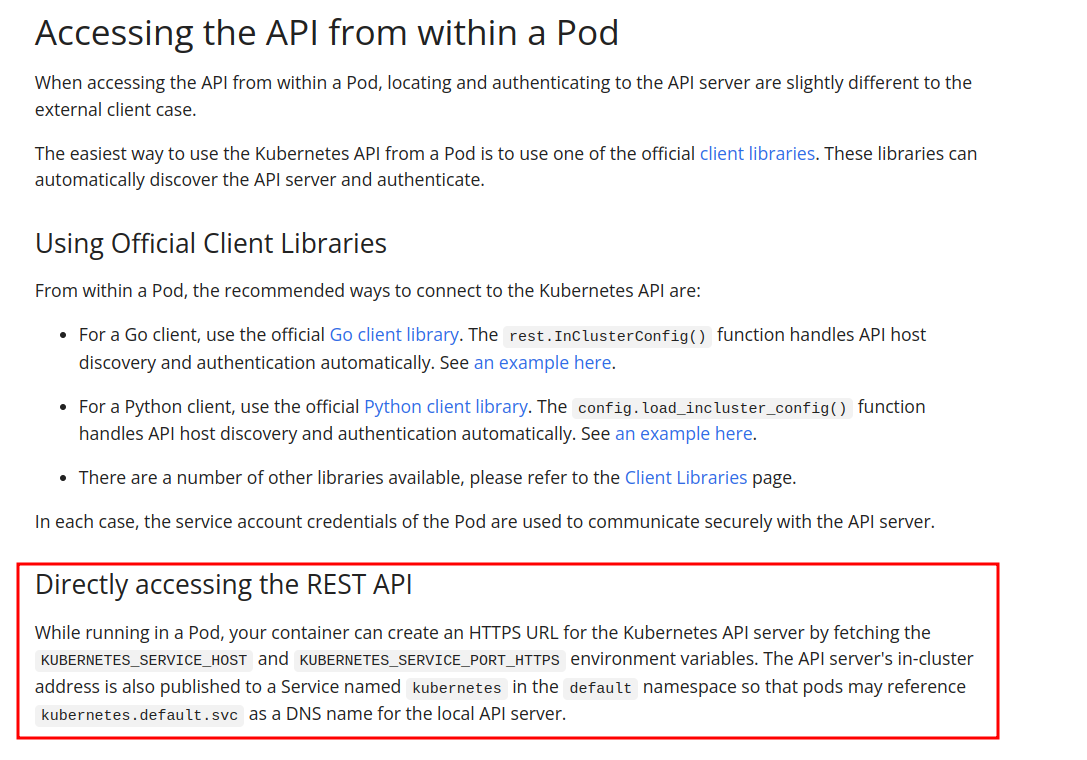 Accessing the API from within a Pod
When accessing the API from within a Pod, locating and authenticating to the API server are slightly different to the
external client case.
The easiest way to use the Kubernetes API from a Pod is to use one of the official client libraries. These libraries can
automatically discover the API server and authenticate.
Using Official Client Libraries
From within a Pod, the recommended ways to connect to the Kubernetes API are:
• For a Go client, use the official Go client library. The rest.InClusterConfig() function handles API host
discovery and authentication automatically. See an example here.
• For a Python client, use the official Python client library. The config.load_incluster_config() function
handles API host discovery and authentication automatically. See an example here.
• There are a number of other libraries available, please refer to the Client Libraries page.
In each case, the service account credentials of the Pod are used to communicate securely with the API server.
Directly accessing the REST API
While running in a Pod, your container can create an HTTPS URL for the Kubernetes API server by fetching the
KUBERNETES_SERVICE_HOST and KUBERNETES_SERVICE_PORT_HTTPS environment variables. The API server's in-cluster
address is also published to a Service named kubernetes in the default namespace so that pods may reference
kubernetes.default.svc as a DNS name for the local API server.